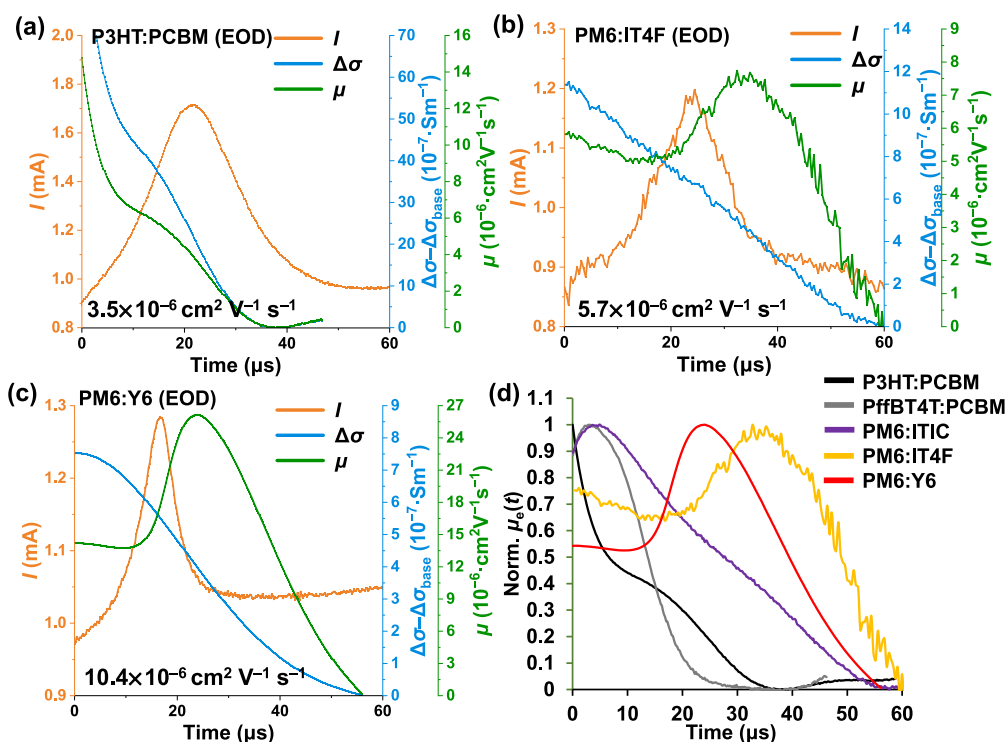 (a)
P3HT:PCBM (EOD)
I
Δσ
μ
2.0
1.8
1.6
1.4
1.2
1.0
0.8
I (mA)
70
60
50
40
30
20
10
0
Δσ–Δσbase (10⁻⁷·Sm⁻¹)
16
14
12
10
8
6
4
2
0
μ (10⁻⁶·cm²V⁻¹s⁻¹)
3.5×10⁻⁶ cm² V⁻¹ s⁻¹
0 20 40 60
Time (μs)
(b)
PM6:IT4F (EOD)
I
Δσ
μ
1.3
1.2
1.1
1.0
0.9
0.8
I (mA)
14
12
10
8
6
4
2
0
Δσ–Δσbase (10⁻⁷·Sm⁻¹)
9
8
7
6
5
4
3
2
1
0
μ (10⁻⁶·cm²V⁻¹s⁻¹)
5.7×10⁻⁶ cm² V⁻¹ s⁻¹
0 20 40 60
Time (μs)
(c)
PM6:Y6 (EOD)
I
Δσ
μ
1.3
1.2
1.1
1.0
0.9
I (mA)
9
8
7
6
5
4
3
2
1
0
Δσ–Δσbase (10⁻⁷·Sm⁻¹)
27
24
21
18
15
12
9
6
3
0
μ (10⁻⁶·cm²V⁻¹s⁻¹)
10.4×10⁻⁶ cm² V⁻¹ s⁻¹
0 20 40 60
Time (μs)
(d)
P3HT:PCBM
PffBT4T:PCBM
PM6:ITIC
PM6:IT4F
PM6:Y6
1
0.9
0.8
0.7
0.6
0.5
0.4
0.3
0.2
0.1
0
Norm. μe(t)
0 10 20 30 40 50 60
Time (μs)